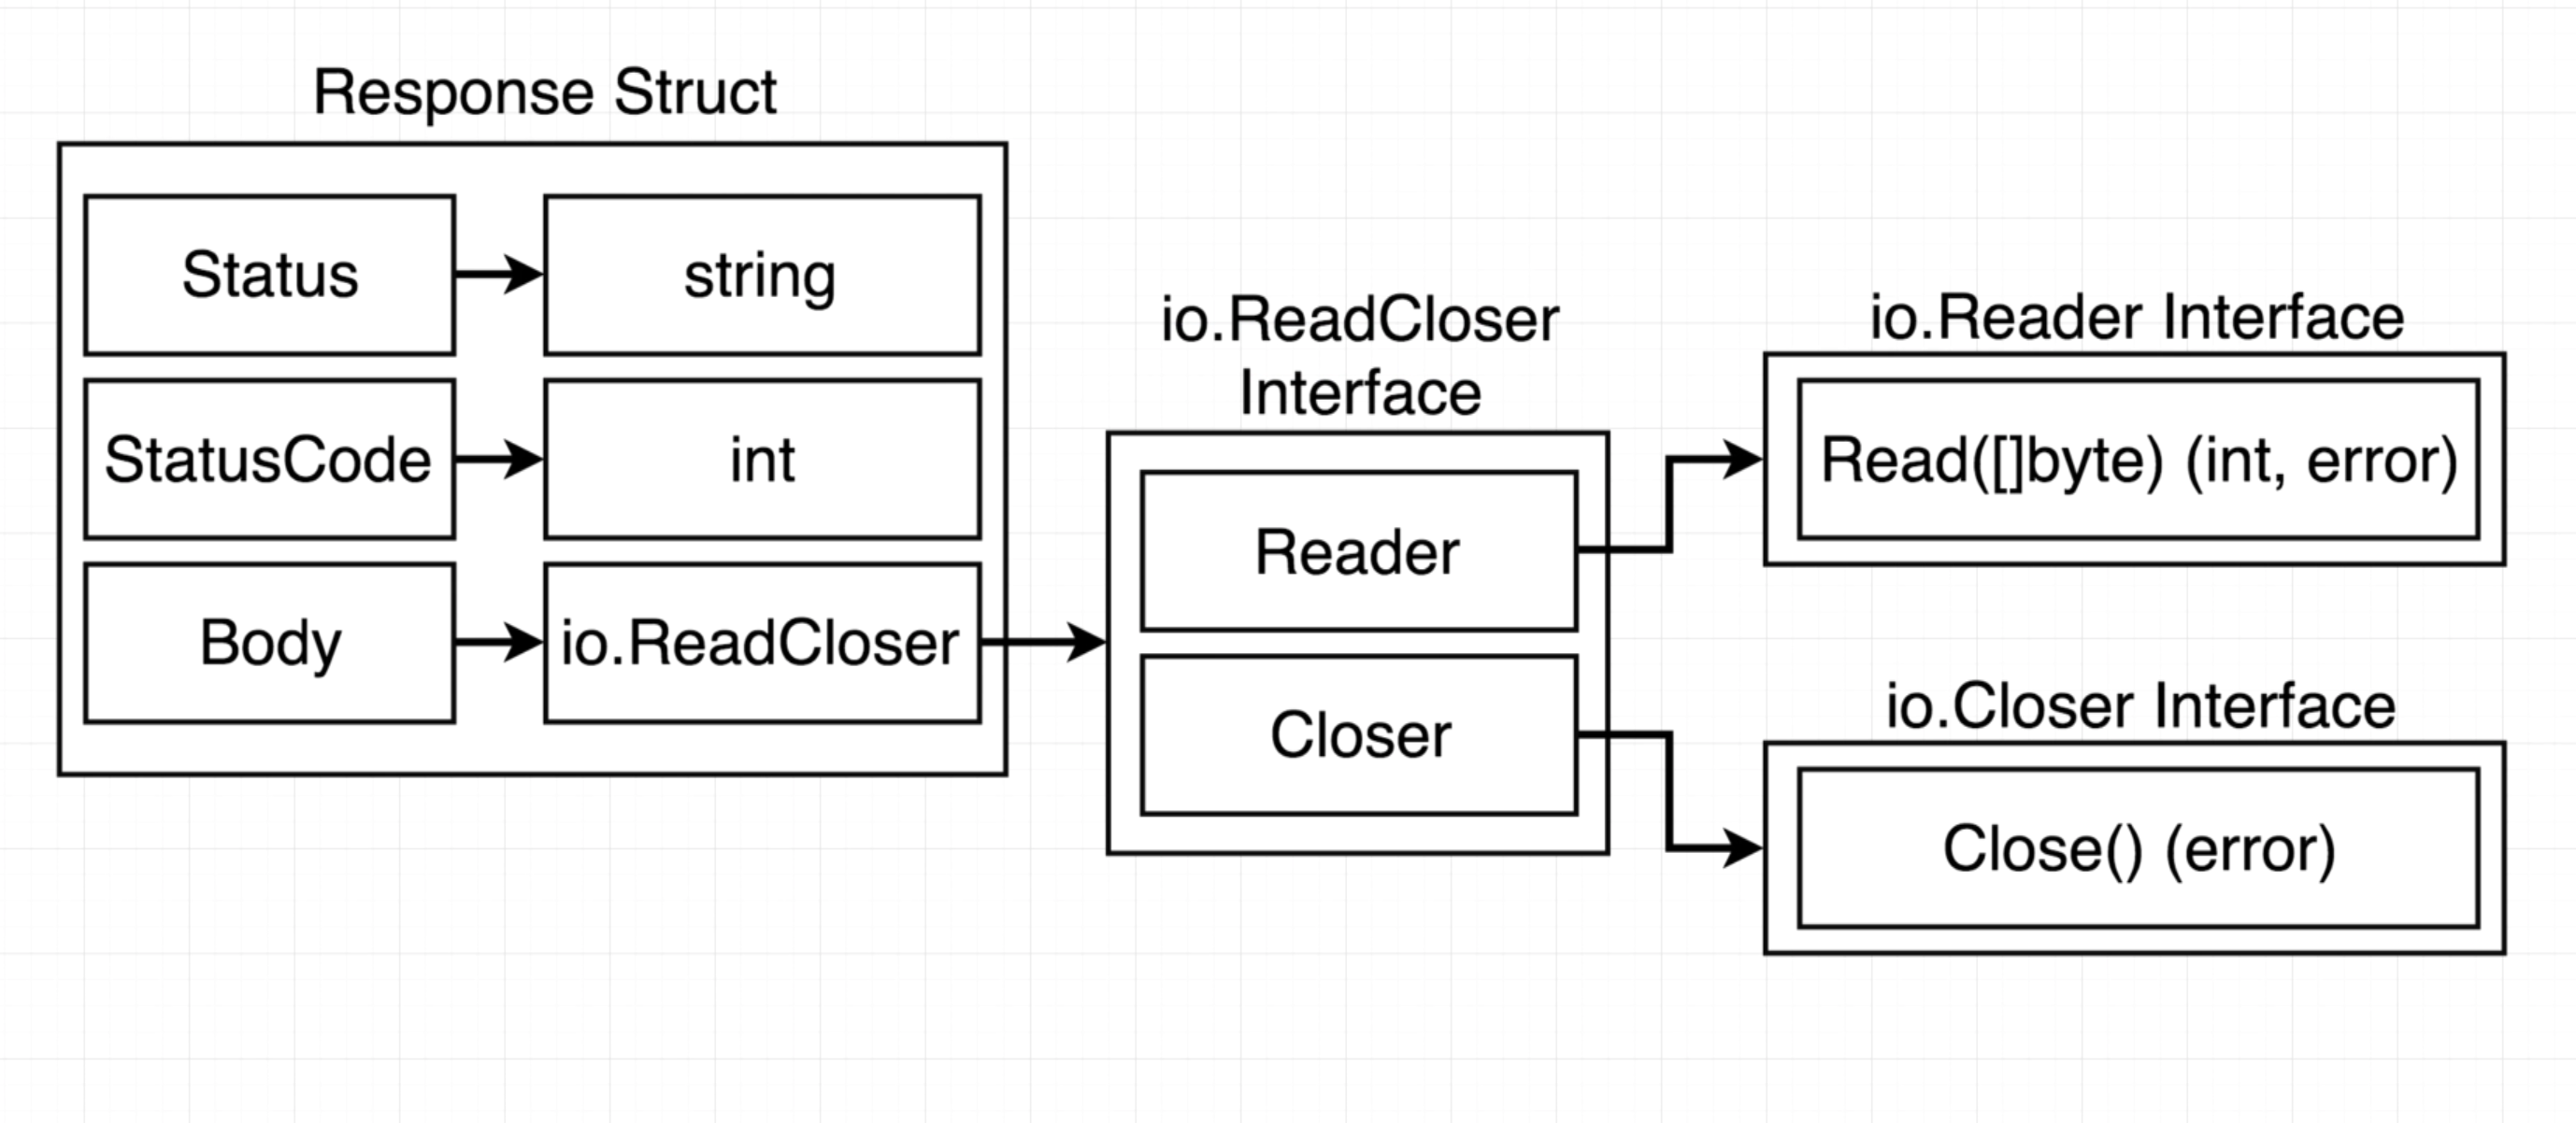 Response Struct
Status
string
StatusCode
int
Body
io.ReadCloser
io.ReadCloser
Interface
Reader
Closer
io.Reader Interface
Read([]byte) (int, error)
io.Closer Interface
Close() (error)